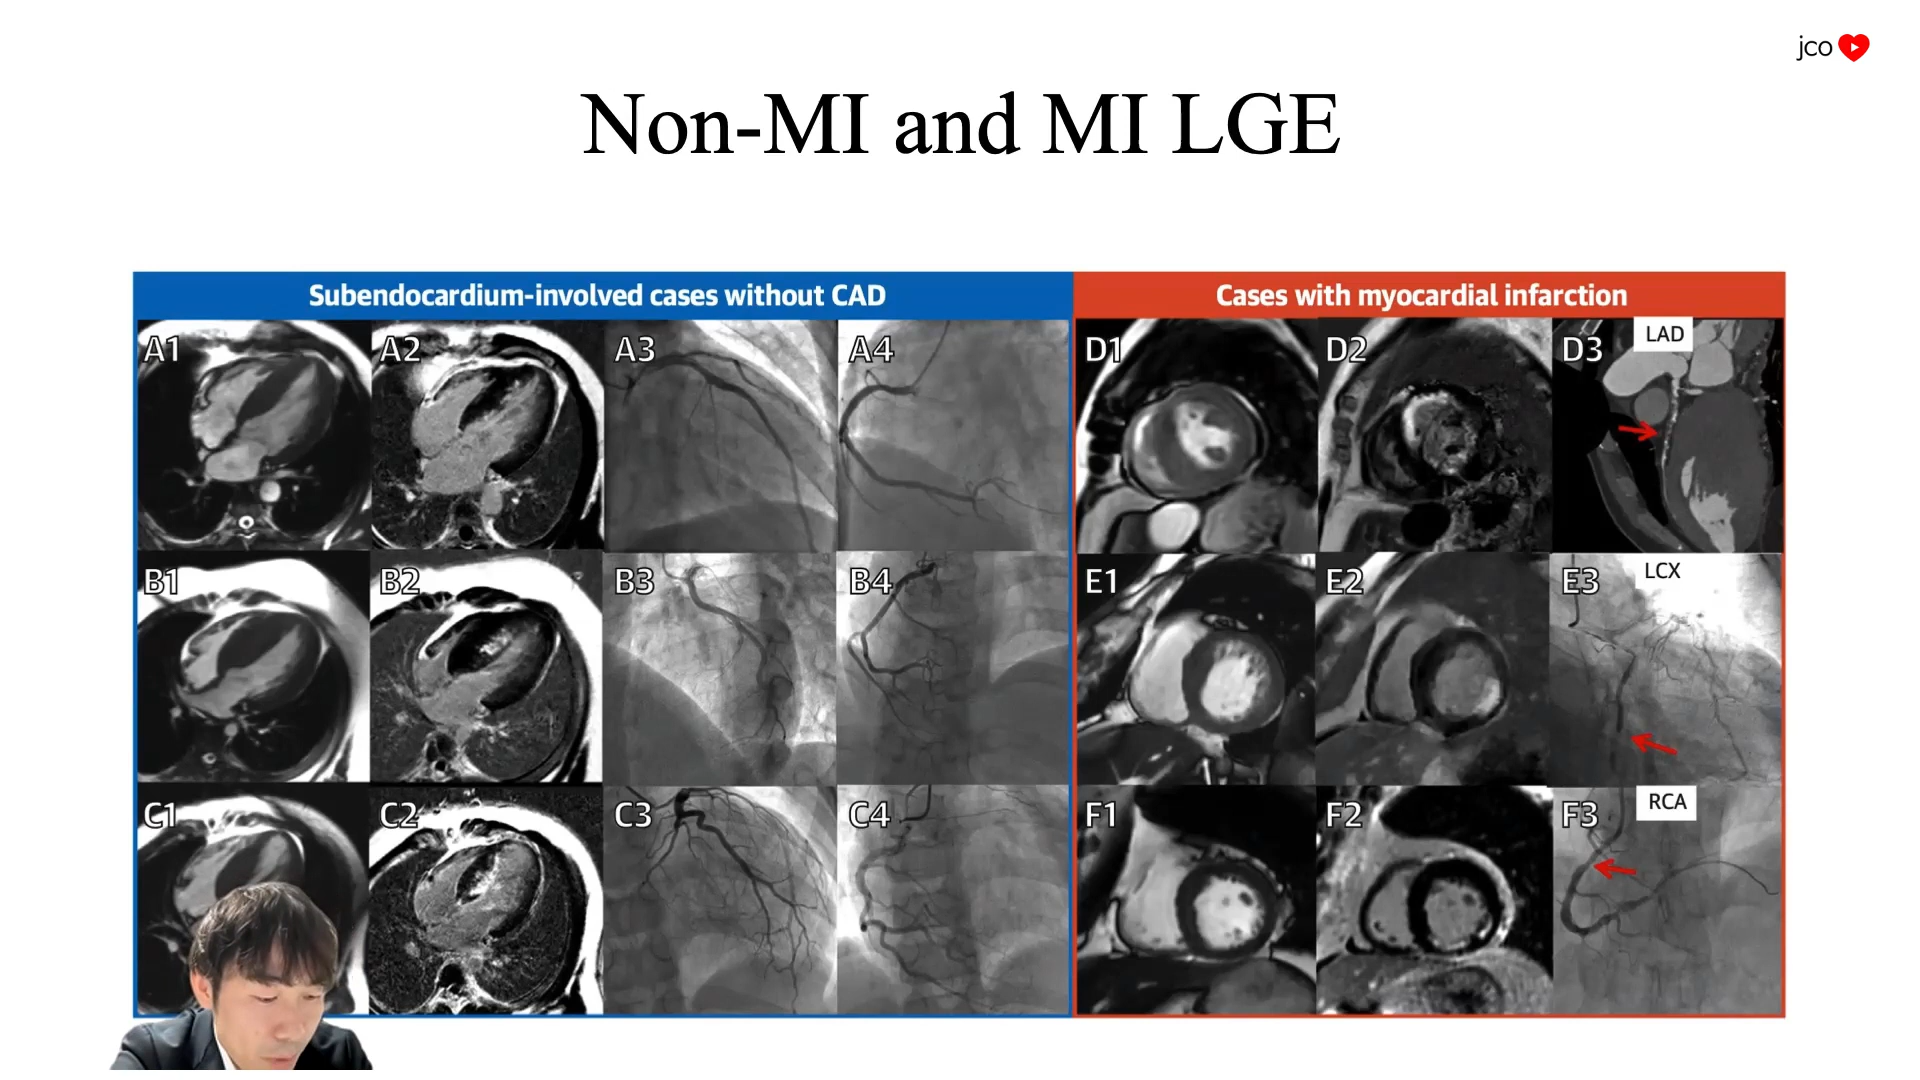 jco
Non-MI and MI LGE
Subendocardium-involved cases without CAD
Cases with myocardial infarction
A1
A2
A3
A4
D1
D2
D3
LAD
B1
B2
B3
B4
E1
E2
E3
LCX
C1
C2
C3
C4
F1
F2
F3
RCA